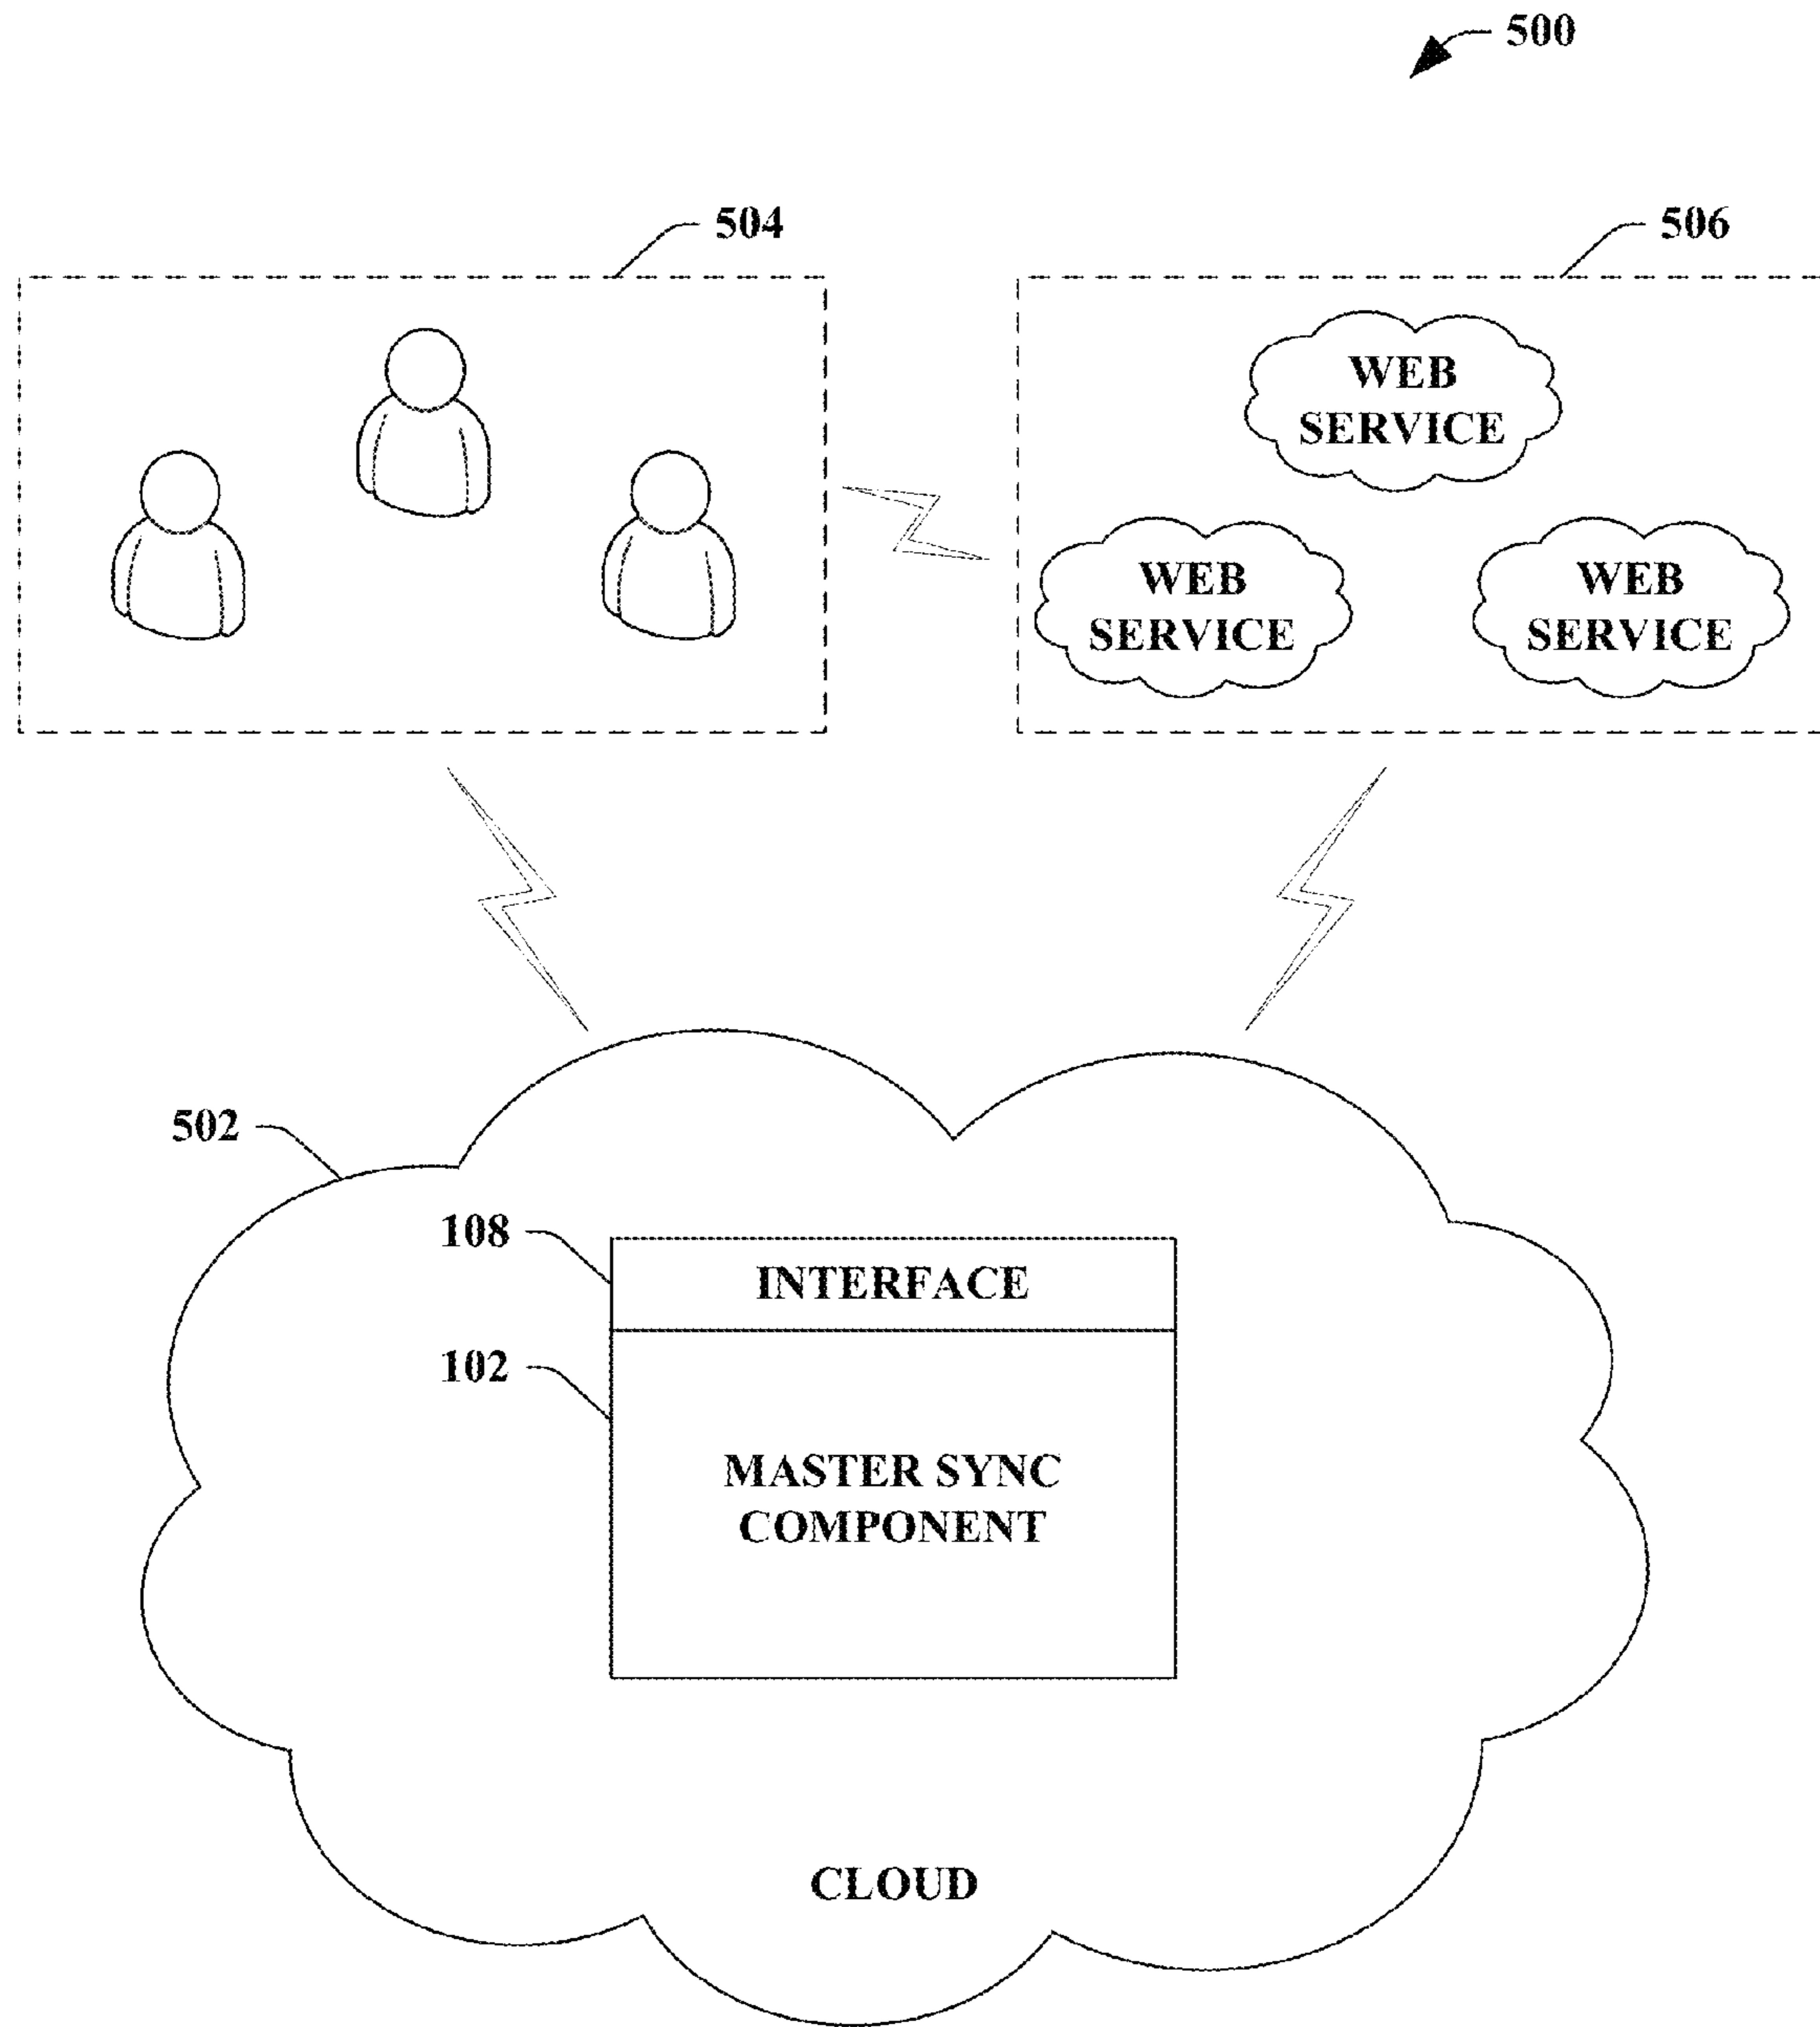 500
504
506
WEB
SERVICE
WEB
SERVICE
WEB
SERVICE
502
108
INTERFACE
102
MASTER SYNC
COMPONENT
CLOUD